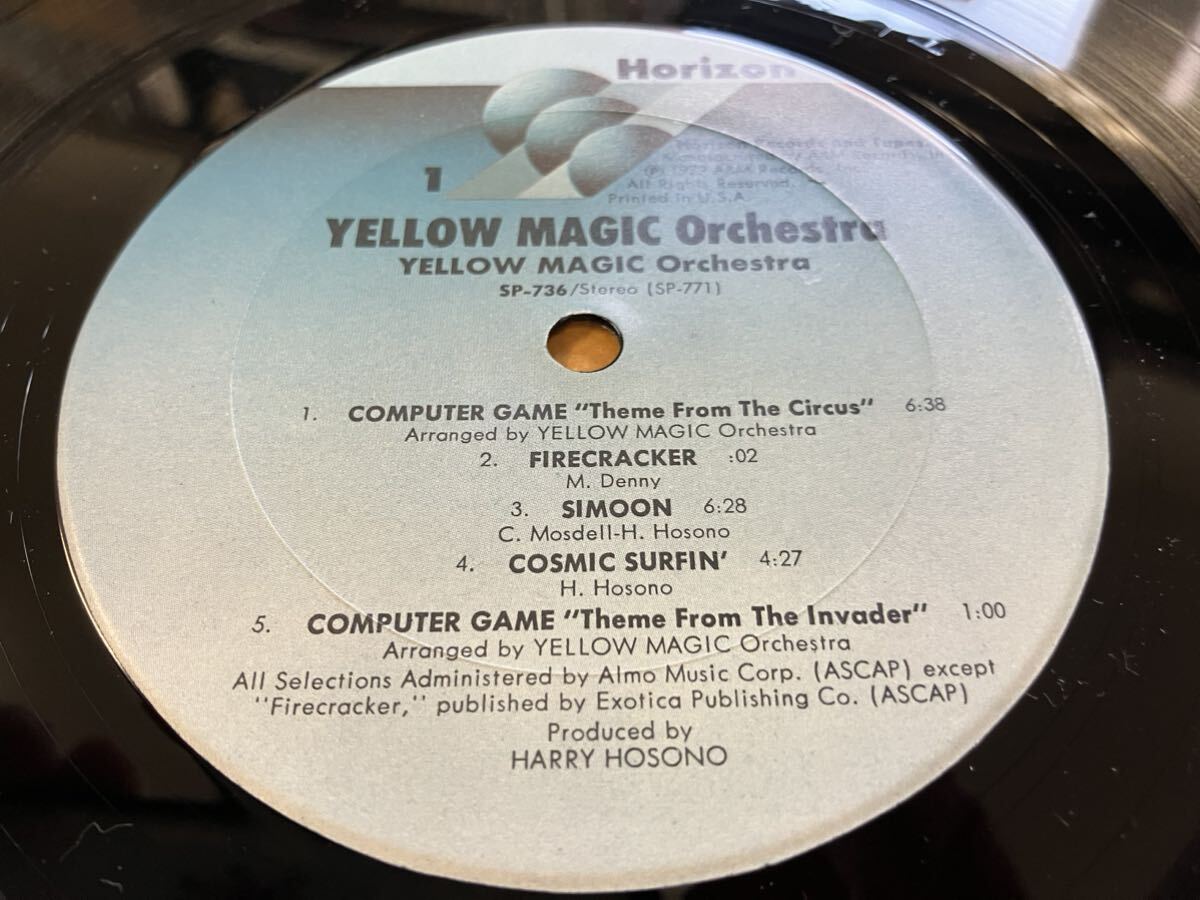 Horizon
1
All Rights Reserved.
Printed in U.S.A.
YELLOW MAGIC Orchestra
YELLOW MAGIC Orchestra
SP-736/Stereo (SP-771)
1. COMPUTER GAME "Theme From The Circus" 6:38
Arranged by YELLOW MAGIC Orchestra
2. FIRECRACKER :02
M. Denny
3. SIMOON 6:28
C. Mosdell-H. Hosono
4. COSMIC SURFIN' 4:27
H. Hosono
5. COMPUTER GAME "Theme From The Invader" 1:00
Arranged by YELLOW MAGIC Orchestra
All Selections Administered by Almo Music Corp. (ASCAP) except
"Firecracker," published by Exotica Publishing Co. (ASCAP)
Produced by
HARRY HOSONO